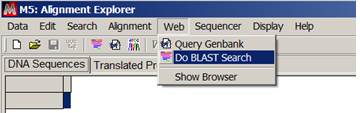 M5: Alignment Explorer
Data Edit Search Alignment Web Sequencer Display Help
Query Genbank
Do BLAST Search
Show Browser
DNA Sequences Translated Pr